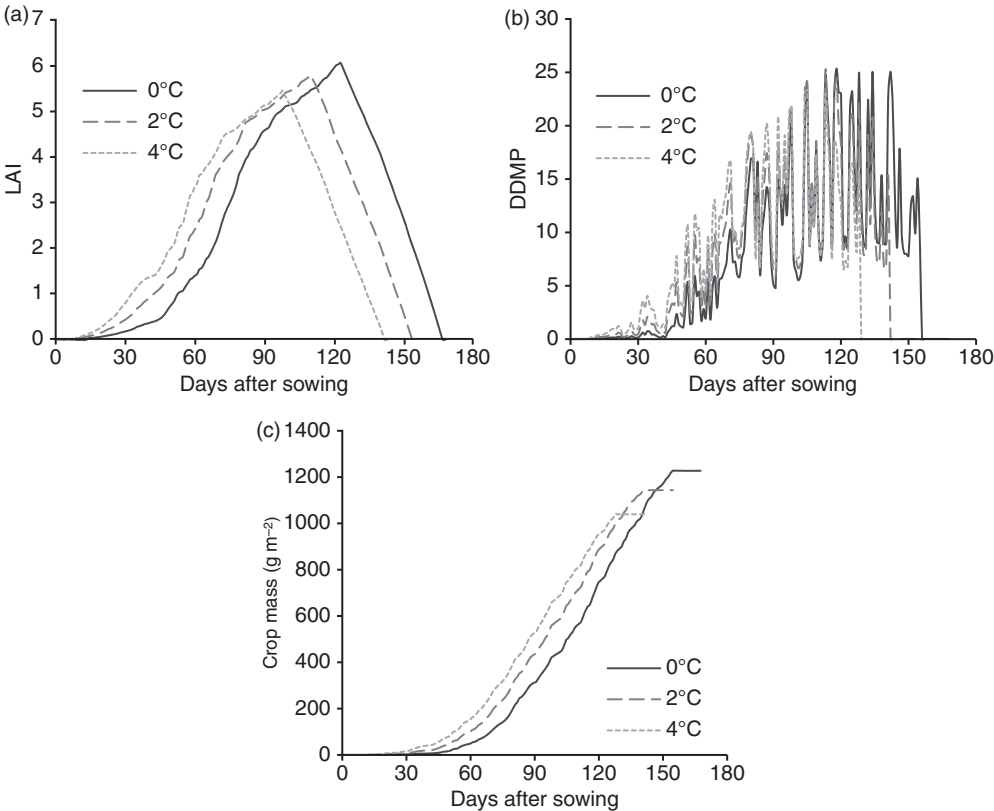 (a)
7
6
5
4
3
2
1
0
LAI
0°C
2°C
4°C
0 30 60 90 120 150 180
Days after sowing
(b)
30
25
20
15
10
5
0
DDMP
0°C
2°C
4°C
0 30 60 90 120 150 180
Days after sowing
(c)
1400
1200
1000
800
600
400
200
0
Crop mass (g m⁻²)
0°C
2°C
4°C
0 30 60 90 120 150 180
Days after sowing